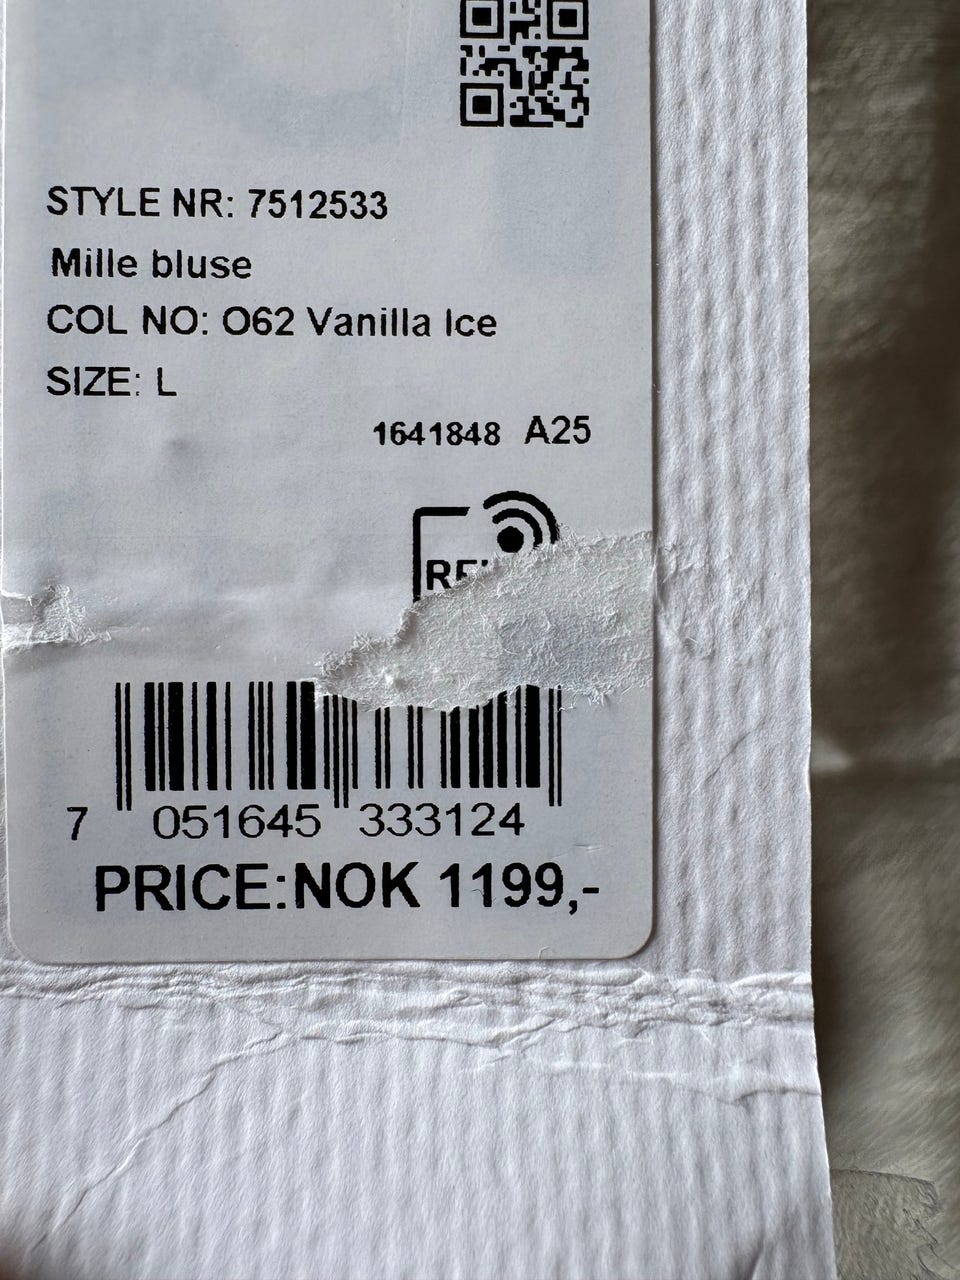 STYLE NR: 7512533
Mille bluse
COL NO: O62 Vanilla Ice
SIZE: L
1641848 A25
7 051645 333124
PRICE:NOK 1199,-